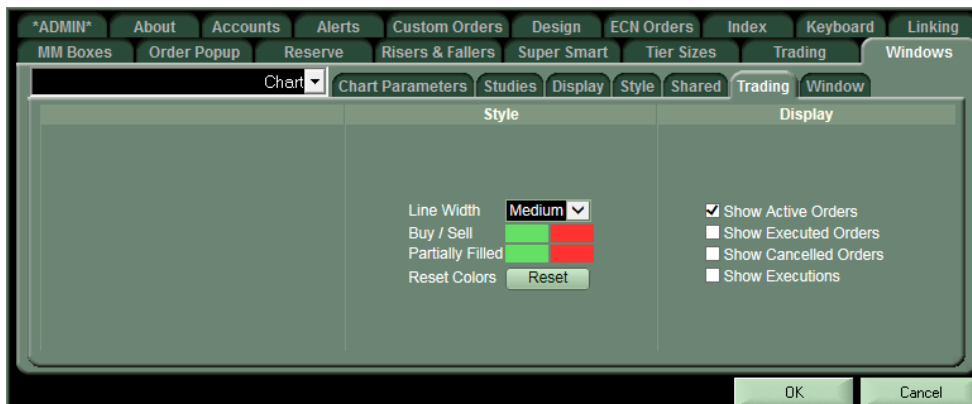 *ADMIN* About Accounts Alerts Custom Orders Design ECN Orders Index Keyboard Linking
MM Boxes Order Popup Reserve Risers & Fallers Super Smart Tier Sizes Trading Windows
Chart Chart Parameters Studies Display Style Shared Trading Window
Style Display
Line Width Medium Show Active Orders
Buy / Sell Show Executed Orders
Partially Filled Show Cancelled Orders
Reset Colors Reset Show Executions
OK Cancel